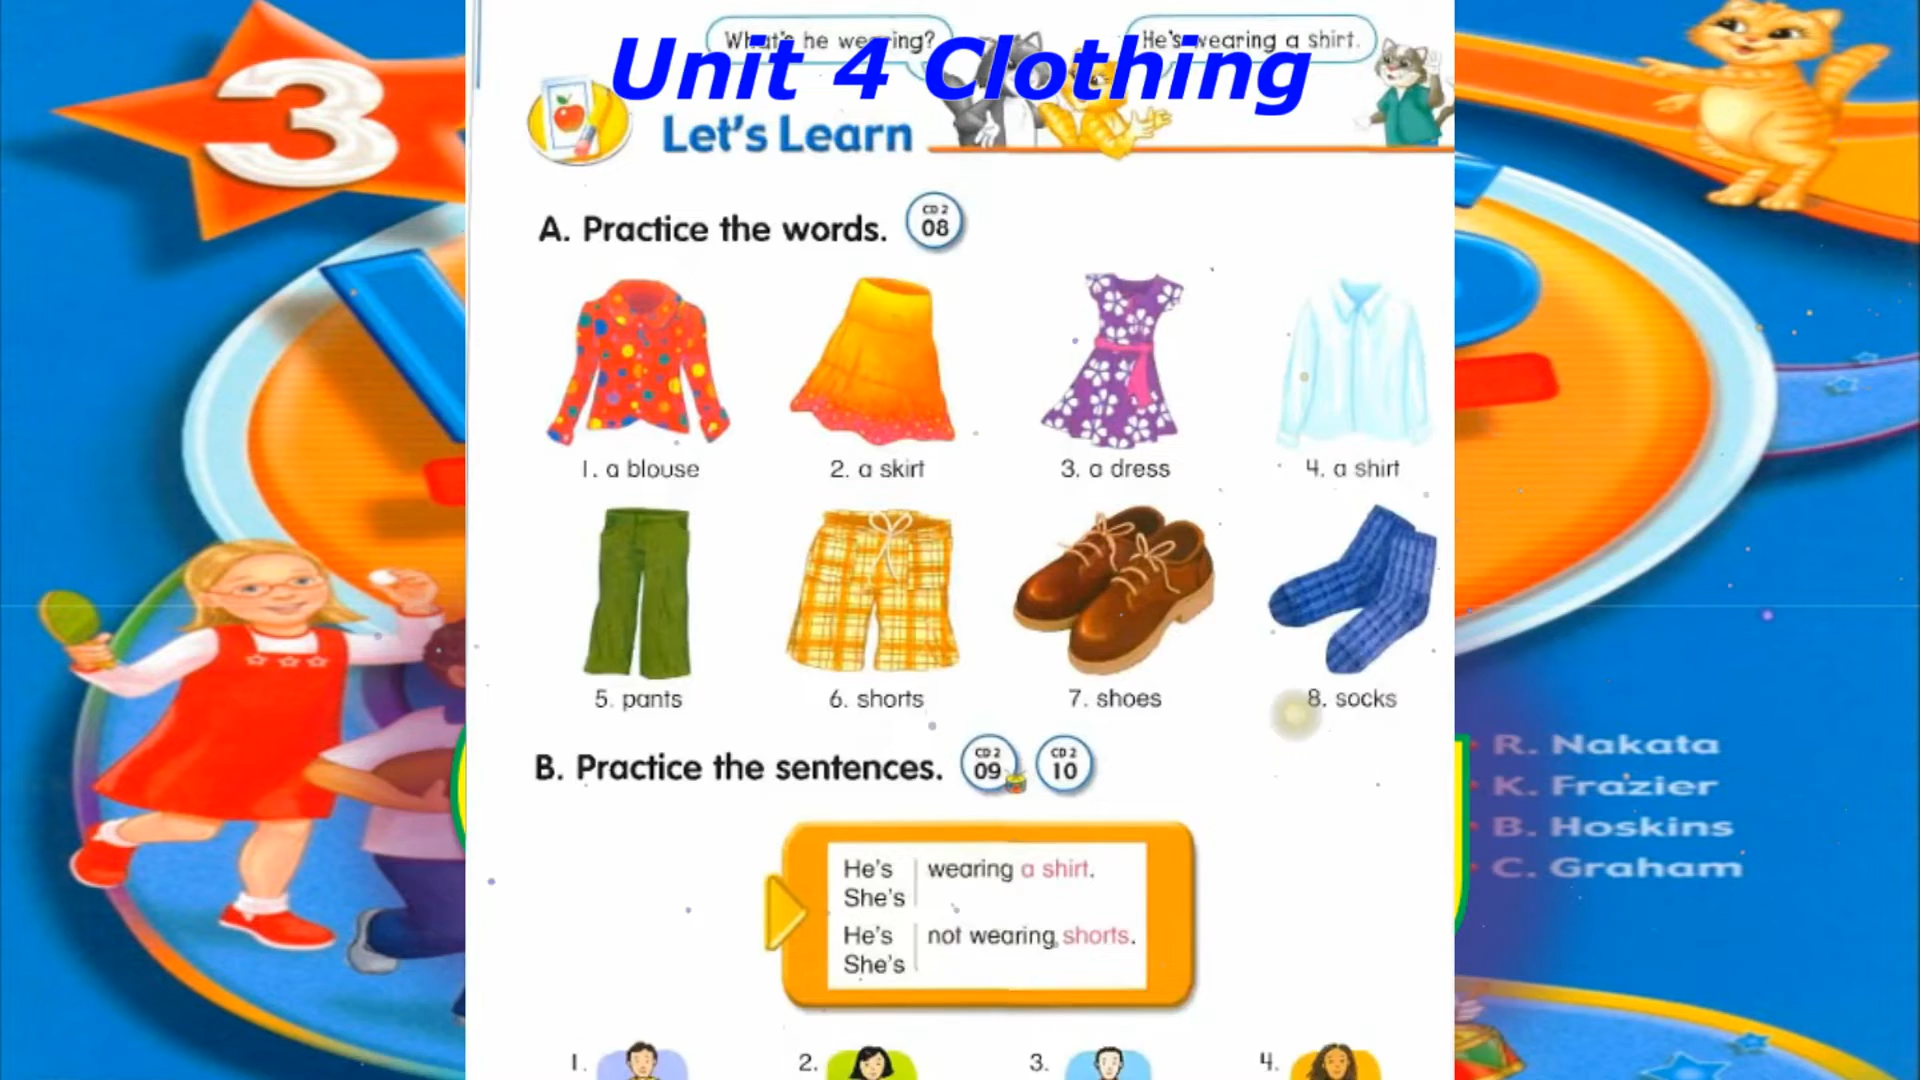 What's he wearing?
He's wearing a shirt.
Unit 4 Clothing
3
Let's Learn
A. Practice the words.
CD 2
08
1. a blouse
2. a skirt
3. a dress
4. a shirt
5. pants
6. shorts
7. shoes
8. socks
B. Practice the sentences.
CD 2
09
CD 2
10
He's
She's
wearing a shirt.
He's
She's
not wearing shorts.
1.
2.
3.
4.
R. Nakata
K. Frazier
B. Hoskins
C. Graham